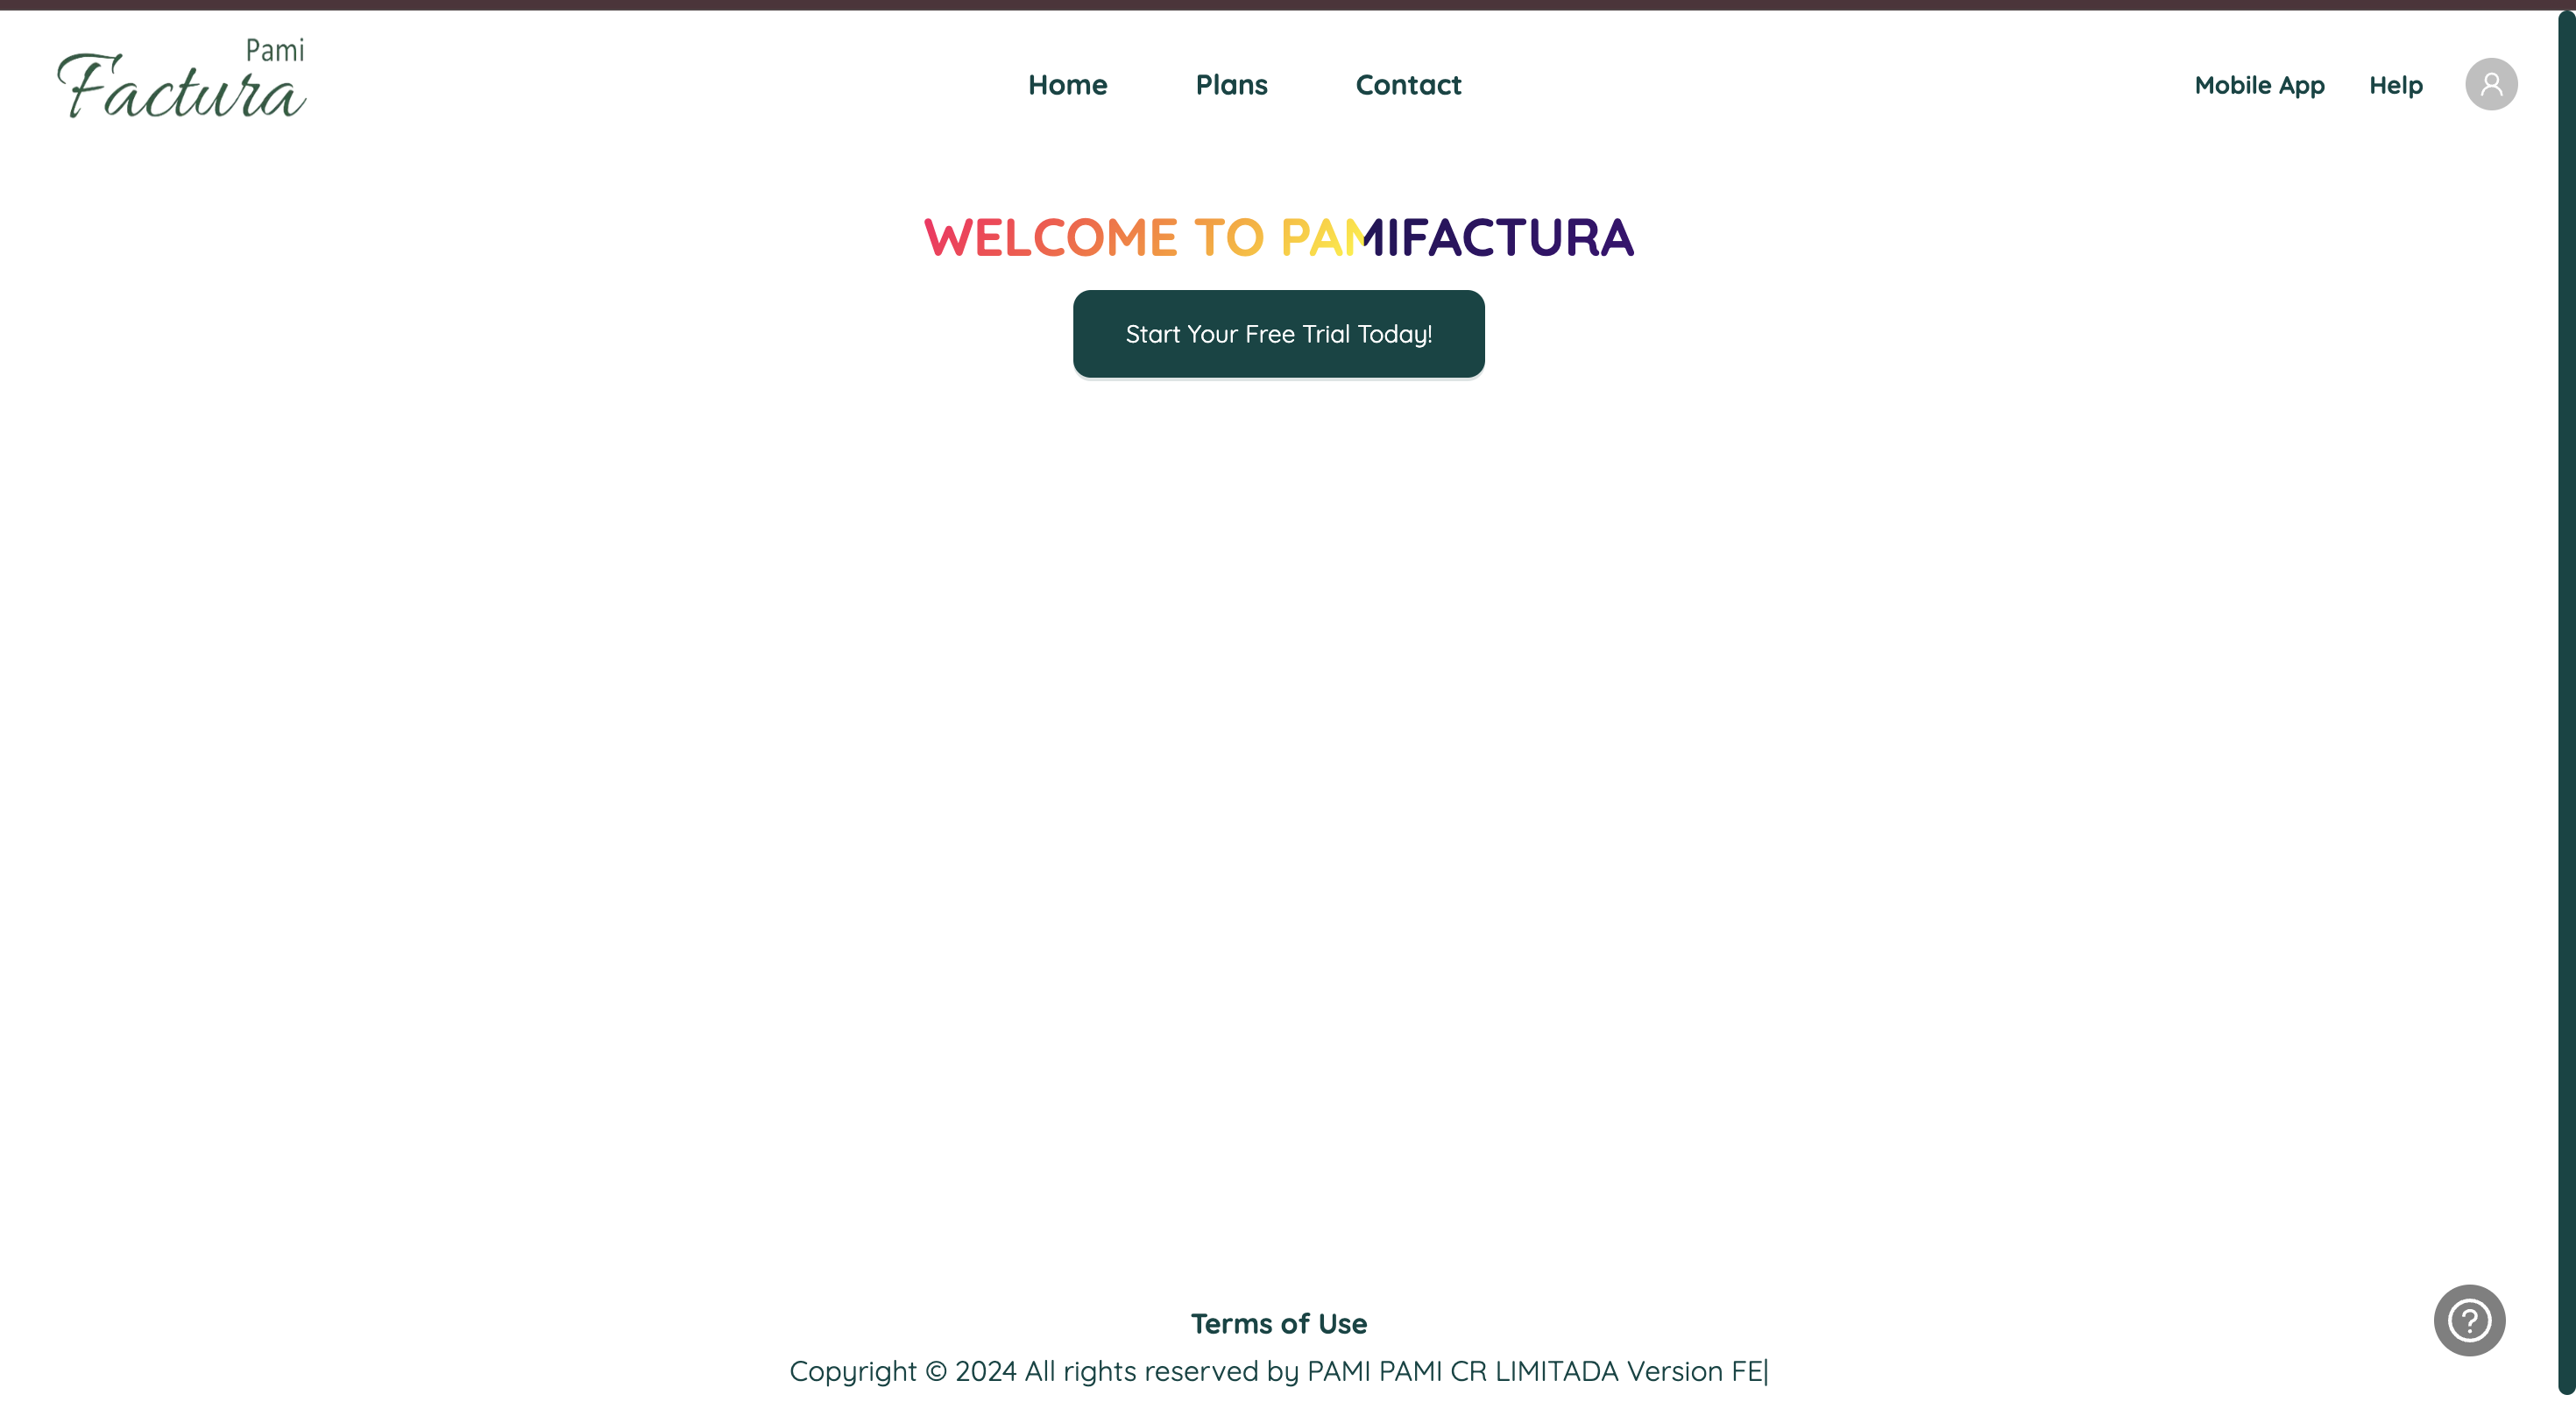 Pami
Factura
Home
Plans
Contact
Mobile App
Help
WELCOME TO PAMIFACTURA
Start Your Free Trial Today!
Terms of Use
Copyright © 2024 All rights reserved by PAMI PAMI CR LIMITADA Version FE|